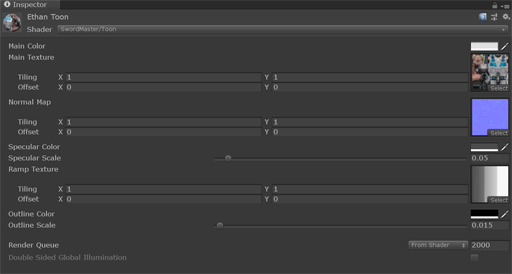 Inspector
Ethan Toon
Shader SwordMaster/Toon
Main Color
Main Texture
Tiling X 1 Y 1
Offset X 0 Y 0
Select
Normal Map
Tiling X 1 Y 1
Offset X 0 Y 0
Select
Specular Color
Specular Scale 0.05
Ramp Texture
Tiling X 1 Y 1
Offset X 0 Y 0
Select
Outline Color
Outline Scale 0.015
Render Queue From Shader 2000
Double Sided Global Illumination